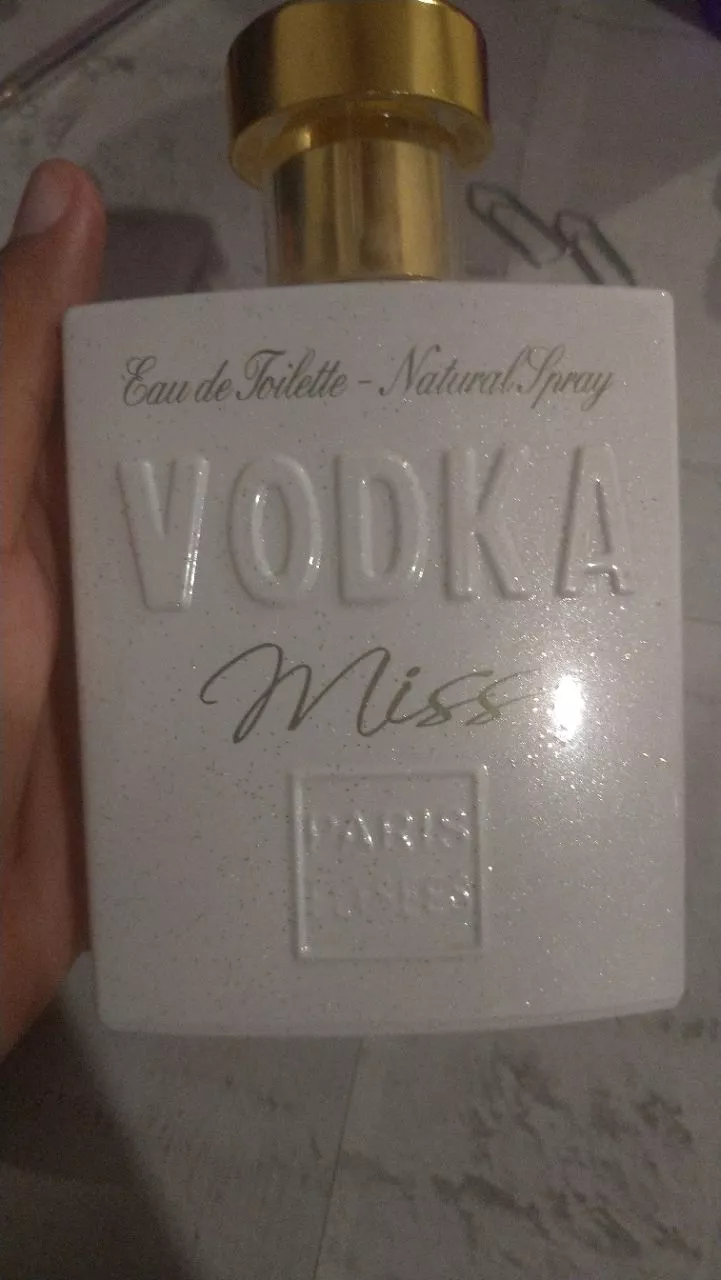 Eau de Toilette - Natural Spray
VODKA
Miss
PARIS